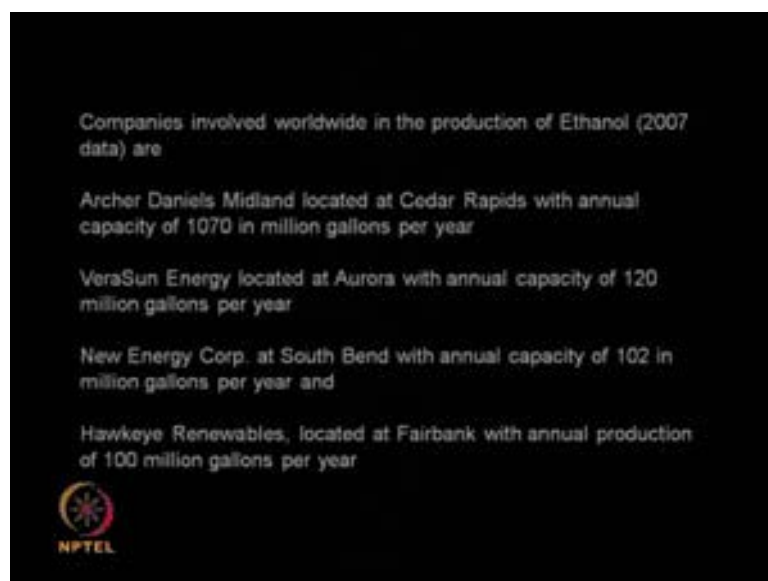 Companies involved worldwide in the production of Ethanol (2007
data) are
Archer Daniels Midland located at Cedar Rapids with annual
capacity of 1070 in million gallons per year
VeraSun Energy located at Aurora with annual capacity of 120
million gallons per year
New Energy Corp. at South Bend with annual capacity of 102 in
million gallons per year and
Hawkeye Renewables, located at Fairbank with annual production
of 100 million gallons per year
NPTEL